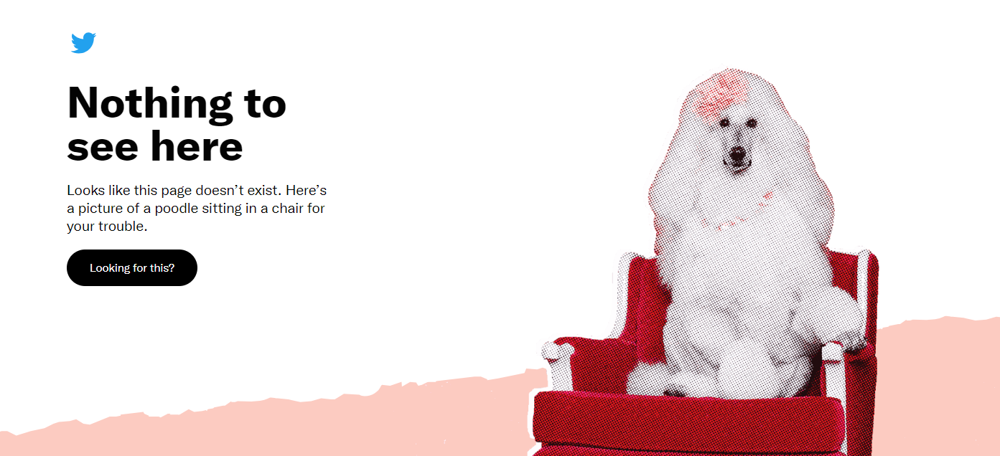 Nothing to
see here
Looks like this page doesn’t exist. Here’s
a picture of a poodle sitting in a chair for
your trouble.
Looking for this?